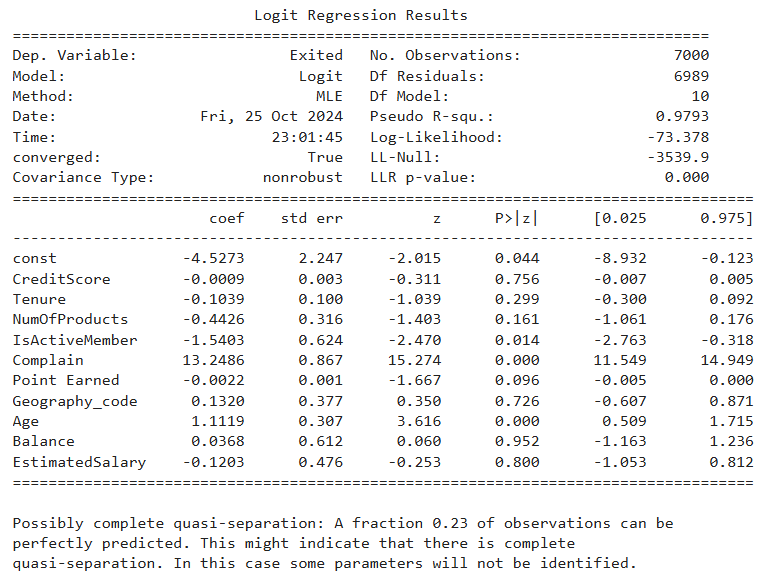 Logit Regression Results
==============================================================================
Dep. Variable: Exited No. Observations: 7000
Model: Logit Df Residuals: 6989
Method: MLE Df Model: 10
Date: Fri, 25 Oct 2024 Pseudo R-squ.: 0.9793
Time: 23:01:45 Log-Likelihood: -73.378
converged: True LL-Null: -3539.9
Covariance Type: nonrobust LLR p-value: 0.000
===================================================================================
coef std err z P>|z| [0.025 0.975]
-----------------------------------------------------------------------------------
const -4.5273 2.247 -2.015 0.044 -8.932 -0.123
CreditScore -0.0009 0.003 -0.311 0.756 -0.007 0.005
Tenure -0.1039 0.100 -1.039 0.299 -0.300 0.092
NumOfProducts -0.4426 0.316 -1.403 0.161 -1.061 0.176
IsActiveMember -1.5403 0.624 -2.470 0.014 -2.763 -0.318
Complain 13.2486 0.867 15.274 0.000 11.549 14.949
Point Earned -0.0022 0.001 -1.667 0.096 -0.005 0.000
Geography_code 0.1320 0.377 0.350 0.726 -0.607 0.871
Age 1.1119 0.307 3.616 0.000 0.509 1.715
Balance 0.0368 0.612 0.060 0.952 -1.163 1.236
EstimatedSalary -0.1203 0.476 -0.253 0.800 -1.053 0.812
===================================================================================
Possibly complete quasi-separation: A fraction 0.23 of observations can be
perfectly predicted. This might indicate that there is complete
quasi-separation. In this case some parameters will not be identified.